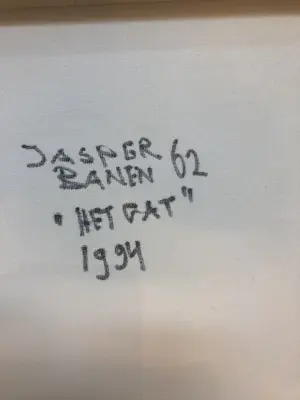 JASPER 62
BANEN
"HET GAT"
1994